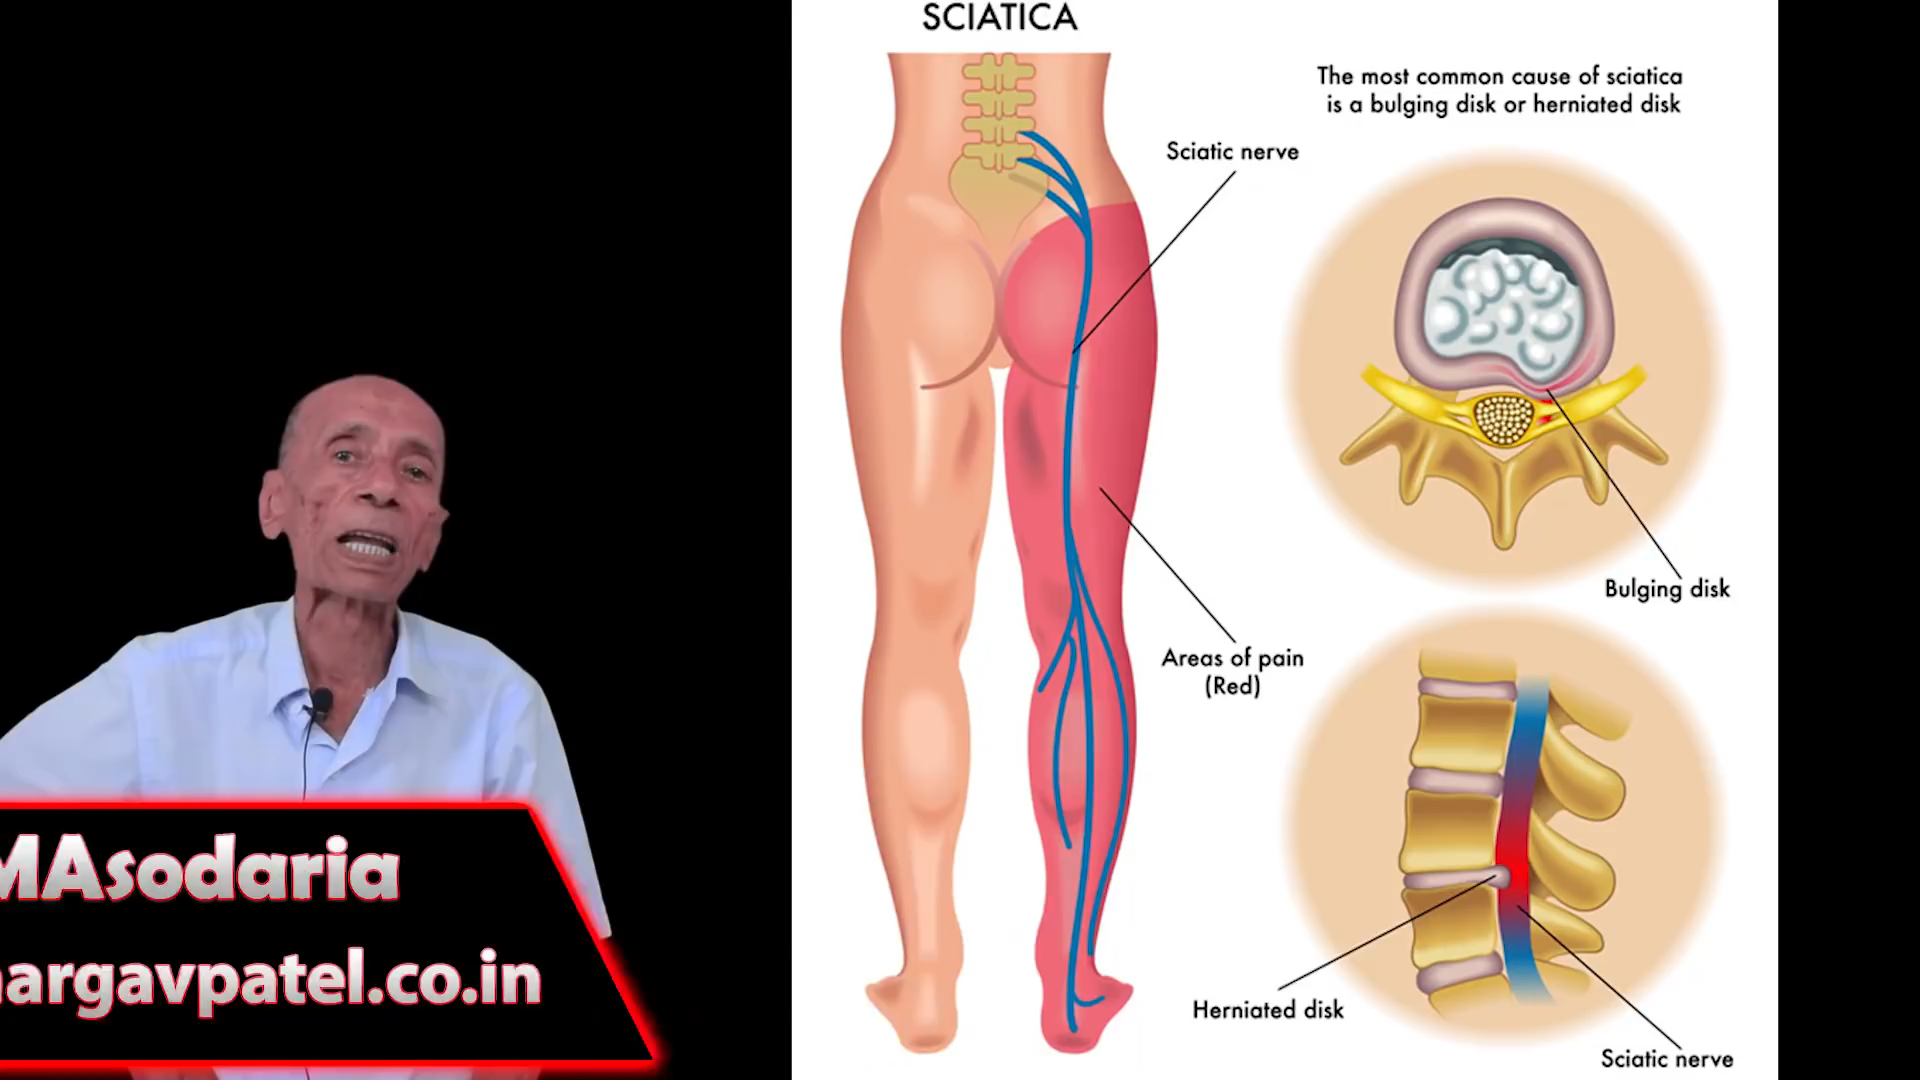 SCIATICA
The most common cause of sciatica
is a bulging disk or herniated disk
Sciatic nerve
Bulging disk
Areas of pain
(Red)
Herniated disk
Sciatic nerve
MAsodaria
argavpatel.co.in